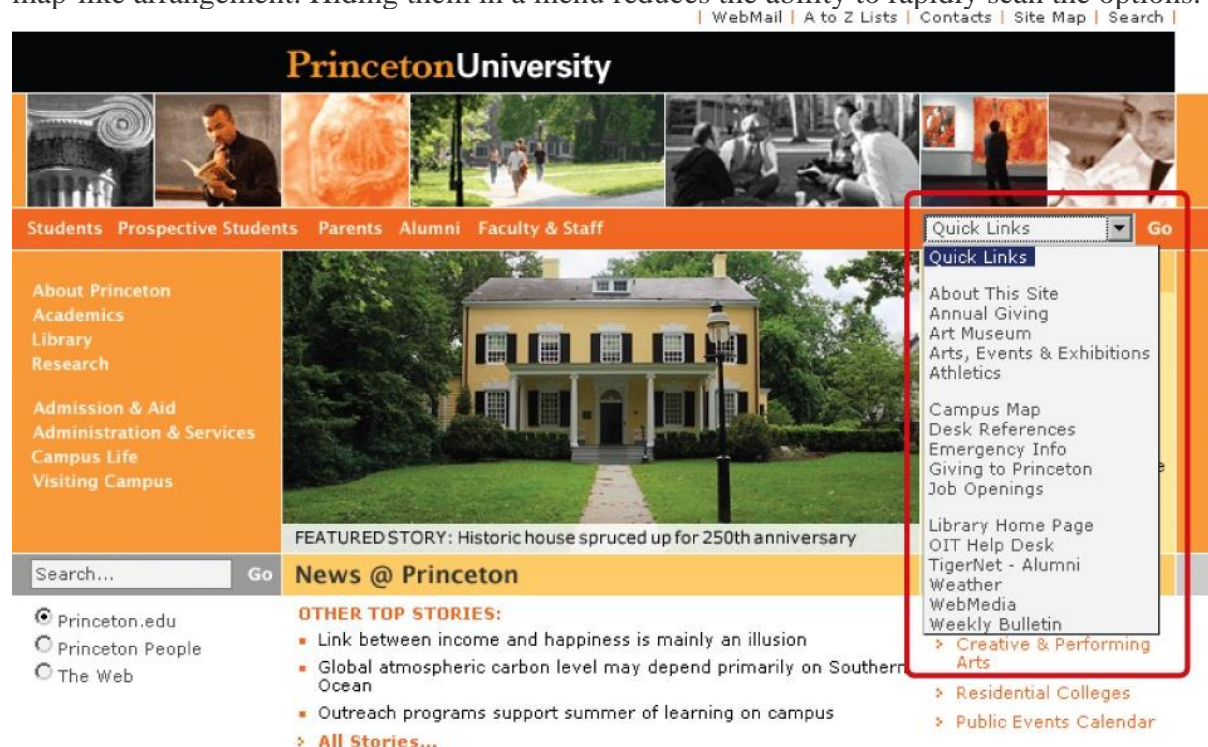 map-like arrangement. Hiding them in a menu reduces the ability to rapidly scan the options.
| WebMail | A to Z Lists | Contacts | Site Map | Search |
PrincetonUniversity
Students Prospective Students Parents Alumni Faculty & Staff
Quick Links Go
Quick Links
About This Site
Annual Giving
Art Museum
Arts, Events & Exhibitions
Athletics
Campus Map
Desk References
Emergency Info
Giving to Princeton
Job Openings
Library Home Page
OIT Help Desk
TigerNet - Alumni
Weather
WebMedia
Weekly Bulletin
About Princeton
Academics
Library
Research
Admission & Aid
Administration & Services
Campus Life
Visiting Campus
FEATURED STORY: Historic house spruced up for 250th anniversary
Search... Go
Princeton.edu
Princeton People
The Web
News @ Princeton
OTHER TOP STORIES:
Link between income and happiness is mainly an illusion
Global atmospheric carbon level may depend primarily on Southern
Ocean
Outreach programs support summer of learning on campus
All Stories...
Creative & Performing
Arts
Residential Colleges
Public Events Calendar